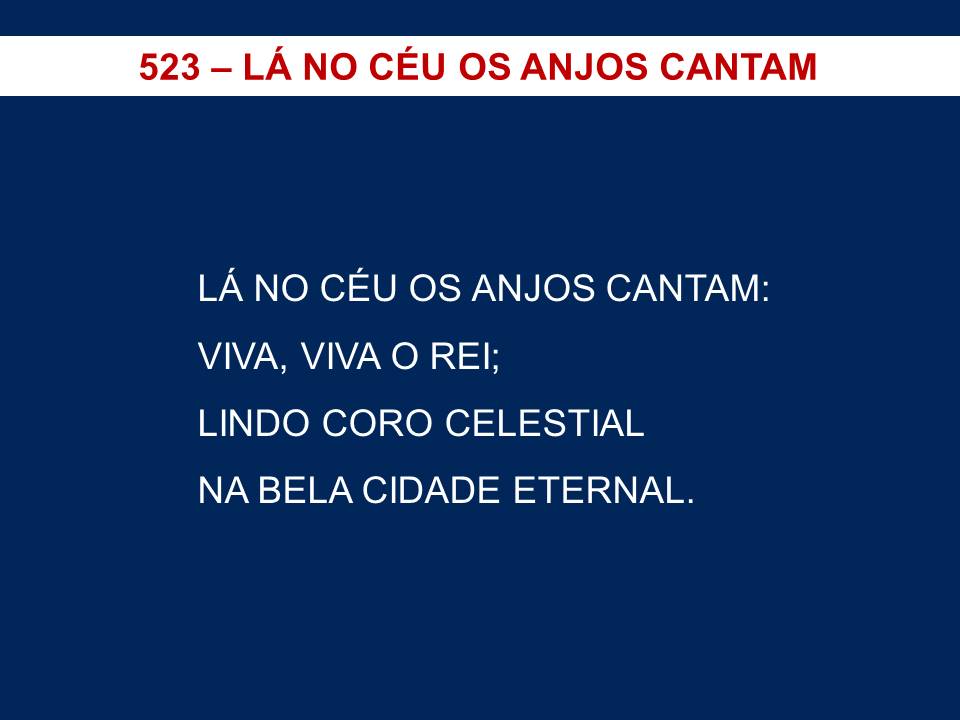 523 – LÁ NO CÉU OS ANJOS CANTAM
LÁ NO CÉU OS ANJOS CANTAM:
VIVA, VIVA O REI;
LINDO CORO CELESTIAL
NA BELA CIDADE ETERNAL.